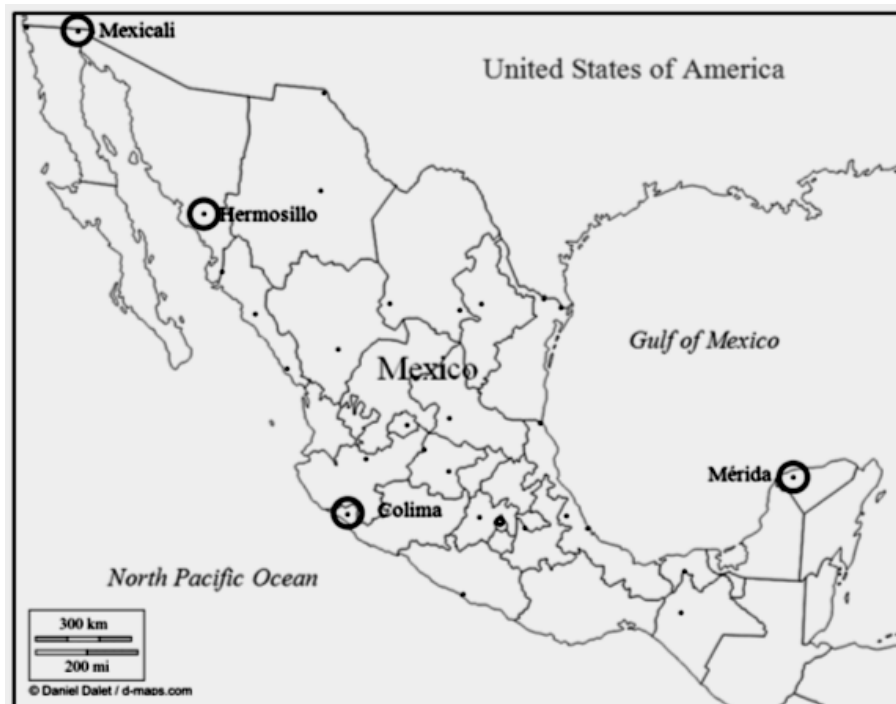 Mexicali
United States of America
Hermosillo
Gulf of Mexico
Mexico
Mérida
Colima
North Pacific Ocean
300 km
200 mi
© Daniel Dalet / d-maps.com